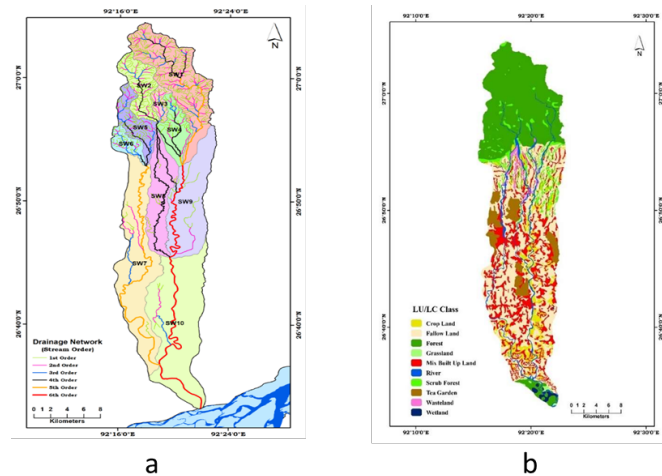 92°16'0"E 92°24'0"E
N
27°0'0"N
27°0'0"N
SW1
SW2
SW3
SW4
SW6
26°50'0"N
26°50'0"N
SW9
SW7
26°40'0"N
26°40'0"N
SW10
Drainage Network
(Stream Order)
1st Order
2nd Order
3rd Order
4th Order
5th Order
6th Order
0 1 2 4 6 8
Kilometers
92°16'0"E 92°24'0"E
a
92°10'0"E 92°20'0"E 92°30'0"E
N
27°0'0"N
27°0'0"N
26°50'0"N
26°50'0"N
26°40'0"N
26°40'0"N
LU/LC Class
Crop Land
Fallow Land
Forest
Grassland
Mix Built Up Land
River
Scrub Forest
Tea Garden
Wasteland
Wetland
0 1 2 4 6 8
Kilometers
92°10'0"E 92°20'0"E 92°30'0"E
b